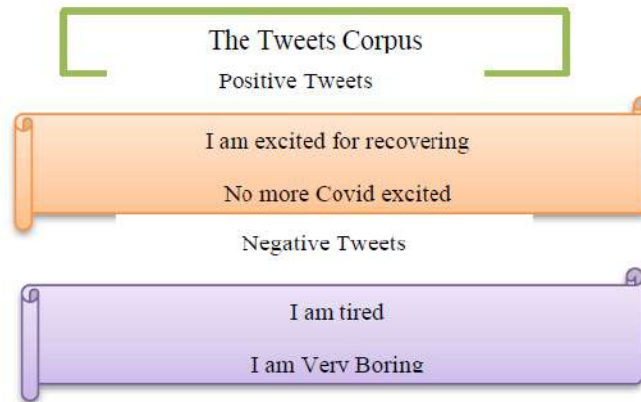 The Tweets Corpus
Positive Tweets
I am excited for recovering
No more Covid excited
Negative Tweets
I am tired
I am Very Boring